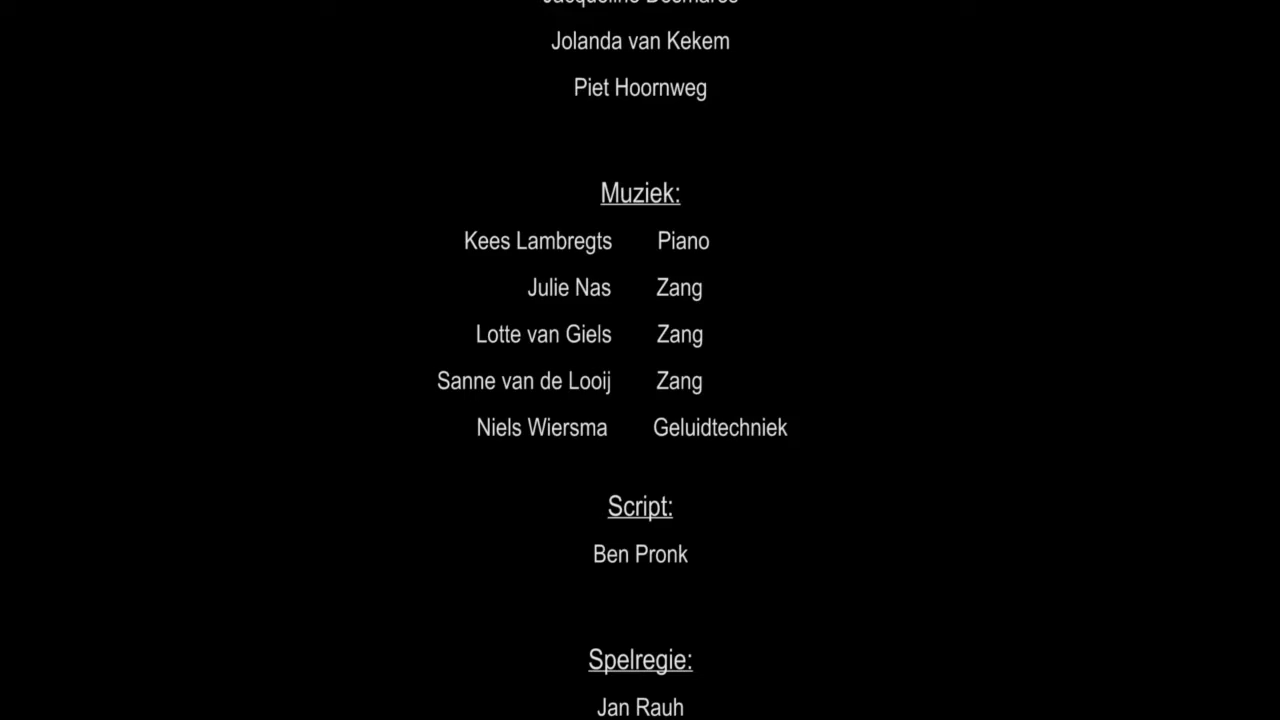 Jolanda van Kekem
Piet Hoornweg
Muziek:
Kees Lambregts Piano
Julie Nas Zang
Lotte van Giels Zang
Sanne van de Looij Zang
Niels Wiersma Geluidtechniek
Script:
Ben Pronk
Spelregie:
Jan Rauh